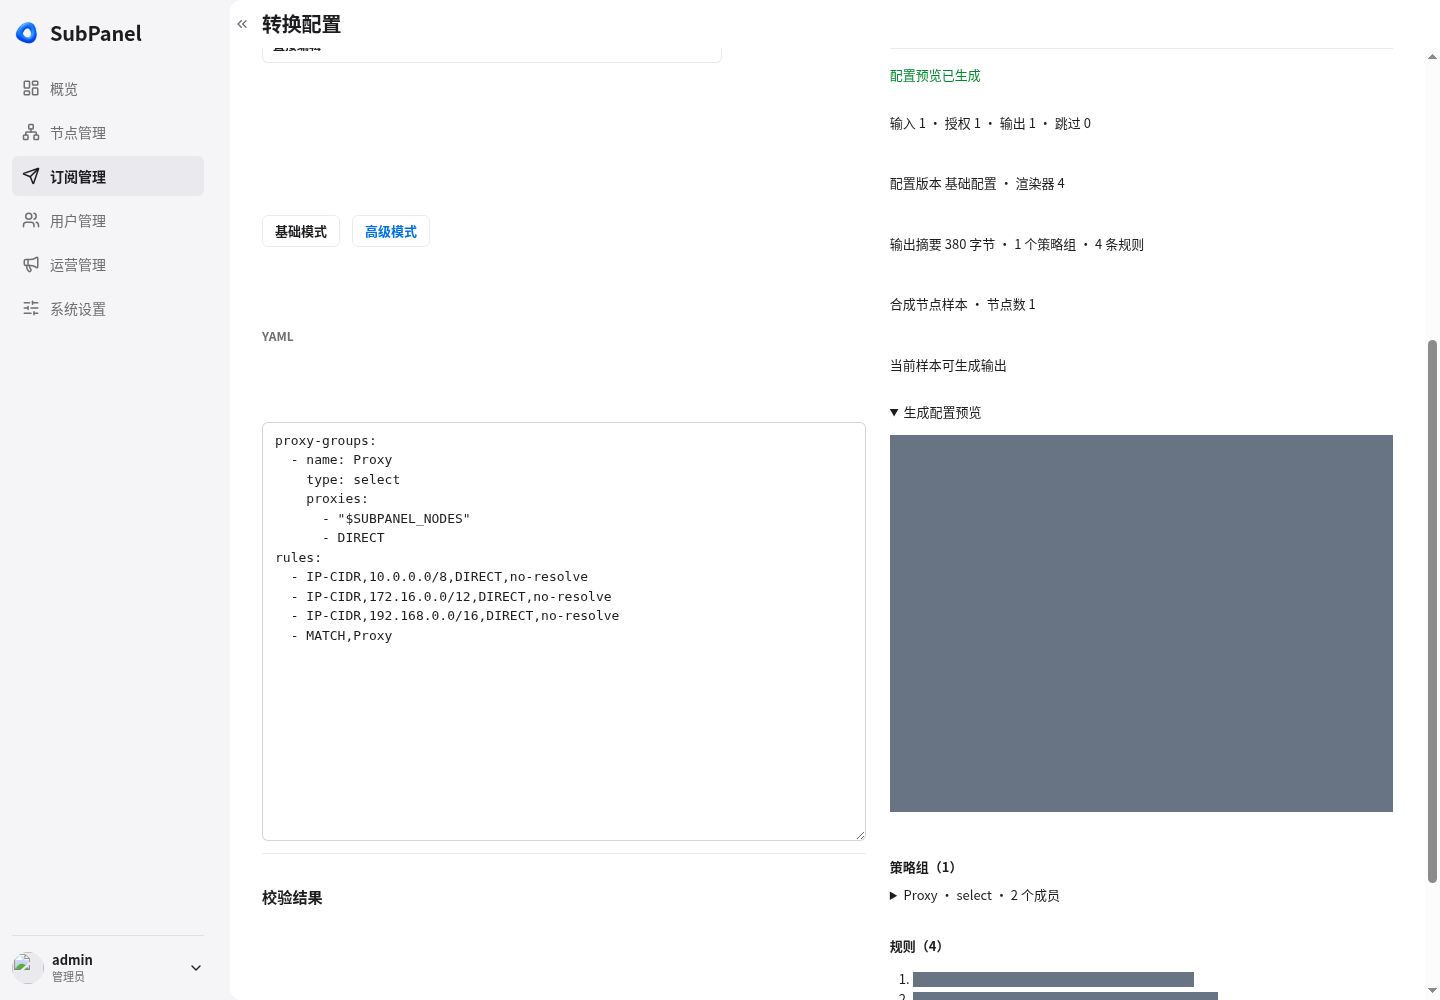 SubPanel
概览
节点管理
订阅管理
用户管理
运营管理
系统设置
admin
管理员
转换配置
基础模式
高级模式
YAML
proxy-groups:
  - name: Proxy
    type: select
    proxies:
      - "$SUBPANEL_NODES"
      - DIRECT
rules:
  - IP-CIDR,10.0.0.0/8,DIRECT,no-resolve
  - IP-CIDR,172.16.0.0/12,DIRECT,no-resolve
  - IP-CIDR,192.168.0.0/16,DIRECT,no-resolve
  - MATCH,Proxy
校验结果
配置预览已生成
输入 1 · 授权 1 · 输出 1 · 跳过 0
配置版本 基础配置 · 渲染器 4
输出摘要 380 字节 · 1 个策略组 · 4 条规则
合成节点样本 · 节点数 1
当前样本可生成输出
▼ 生成配置预览
策略组（1）
▶ Proxy · select · 2 个成员
规则（4）
1.
2.